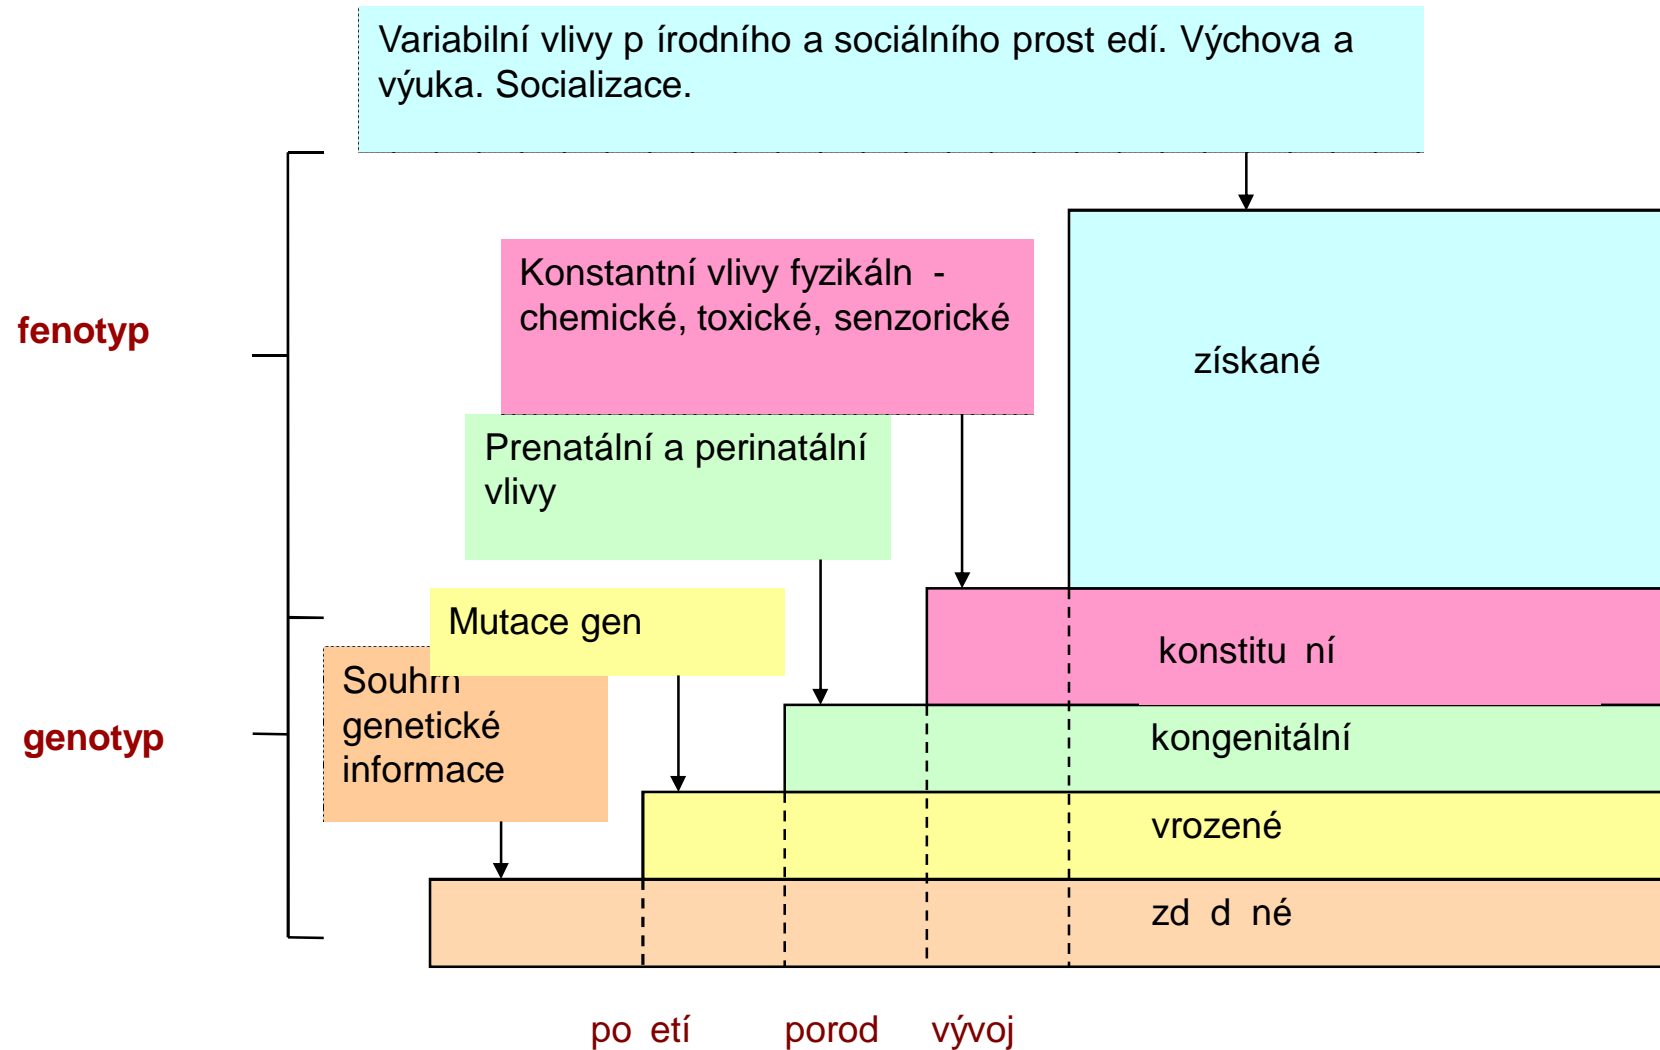 Variabilní vlivy p írodního a sociálního prost edí. Výchova a
výuka. Socializace.
Konstantní vlivy fyzikáln -
chemické, toxické, senzorické
fenotyp
získané
Prenatální a perinatální
vlivy
Mutace gen
konstitu ní
Souhrn
genetické
informace
genotyp
kongenitální
vrozené
zd d né
po etí
porod
vývoj